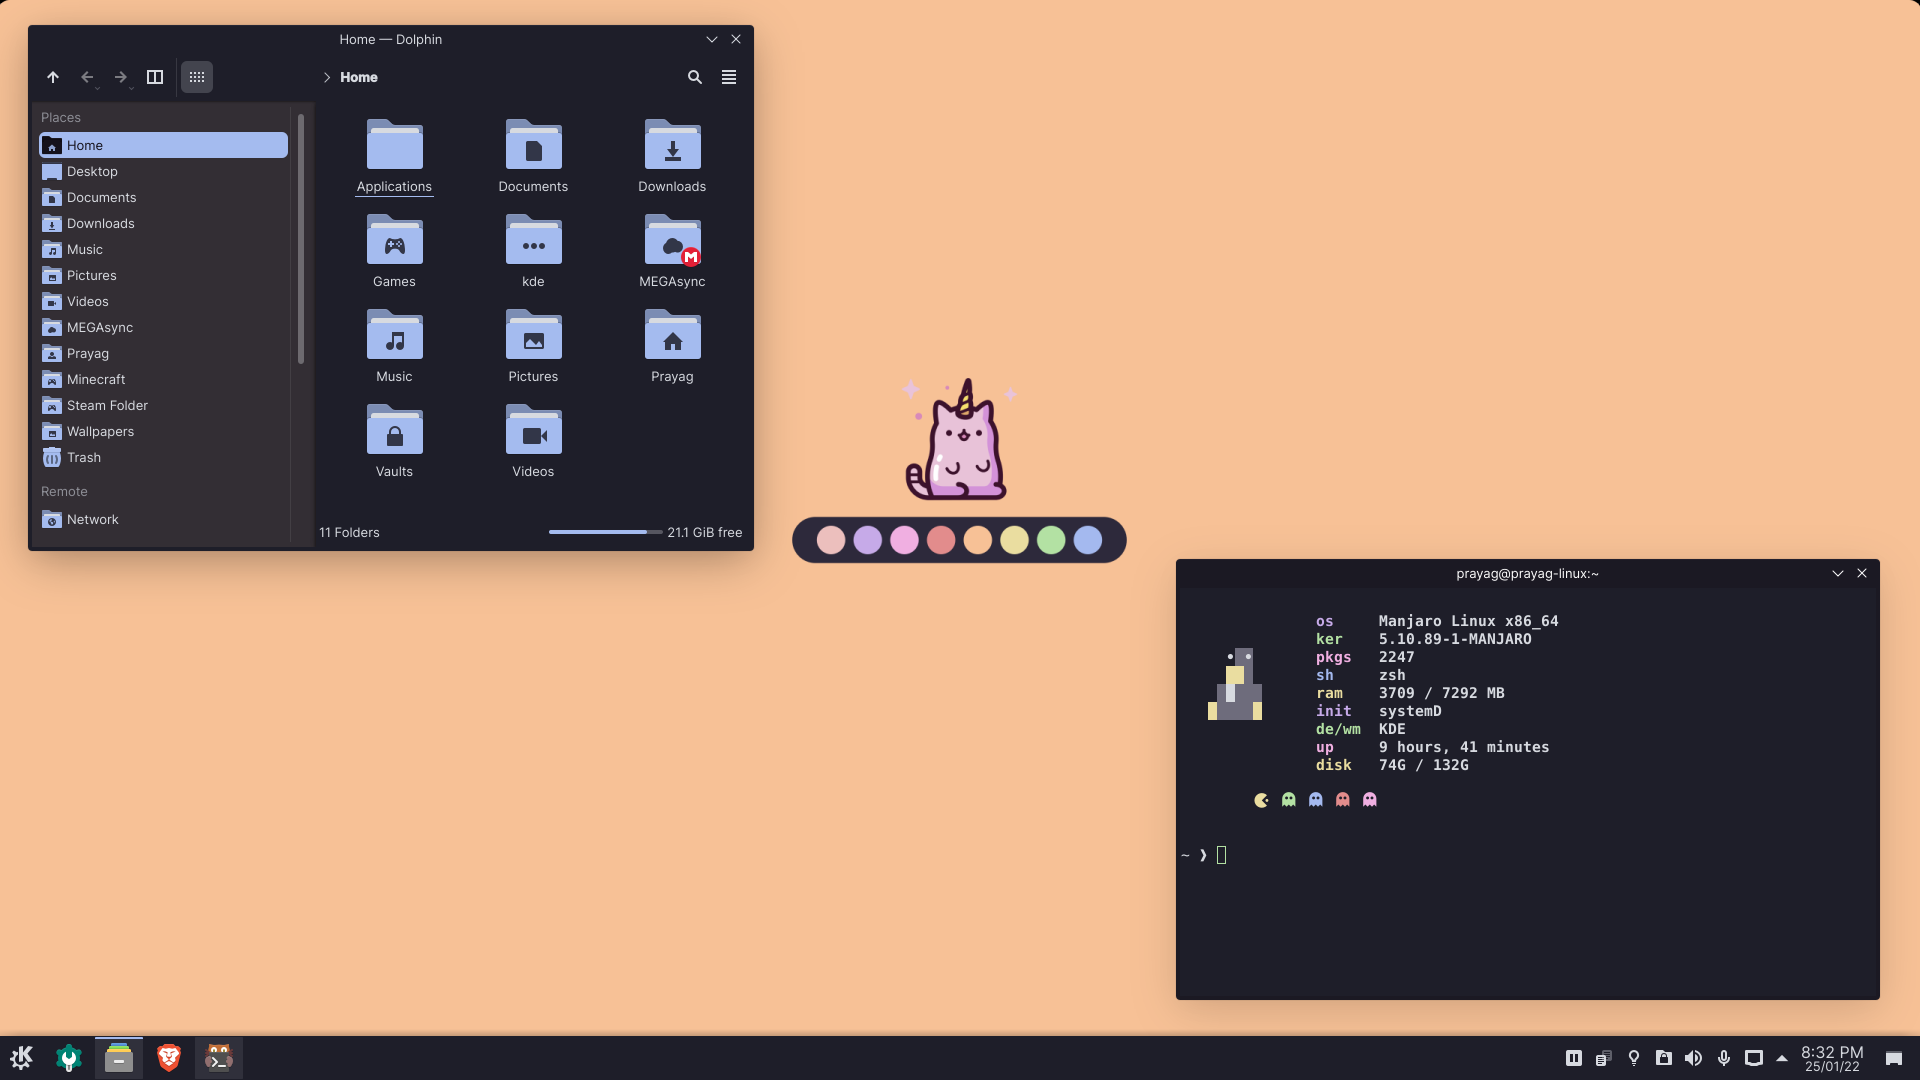 Home — Dolphin
Home
Places
Home
Desktop
Documents
Downloads
Music
Pictures
Videos
MEGAsync
Prayag
Minecraft
Steam Folder
Wallpapers
Trash
Remote
Network
Applications
Documents
Downloads
Games
kde
MEGAsync
Music
Pictures
Prayag
Vaults
Videos
11 Folders
21.1 GiB free
prayag@prayag-linux:~
os Manjaro Linux x86_64
ker 5.10.89-1-MANJARO
pkgs 2247
sh zsh
ram 3709 / 7292 MB
init systemD
de/wm KDE
up 9 hours, 41 minutes
disk 74G / 132G
~ ❯
8:32 PM
25/01/22